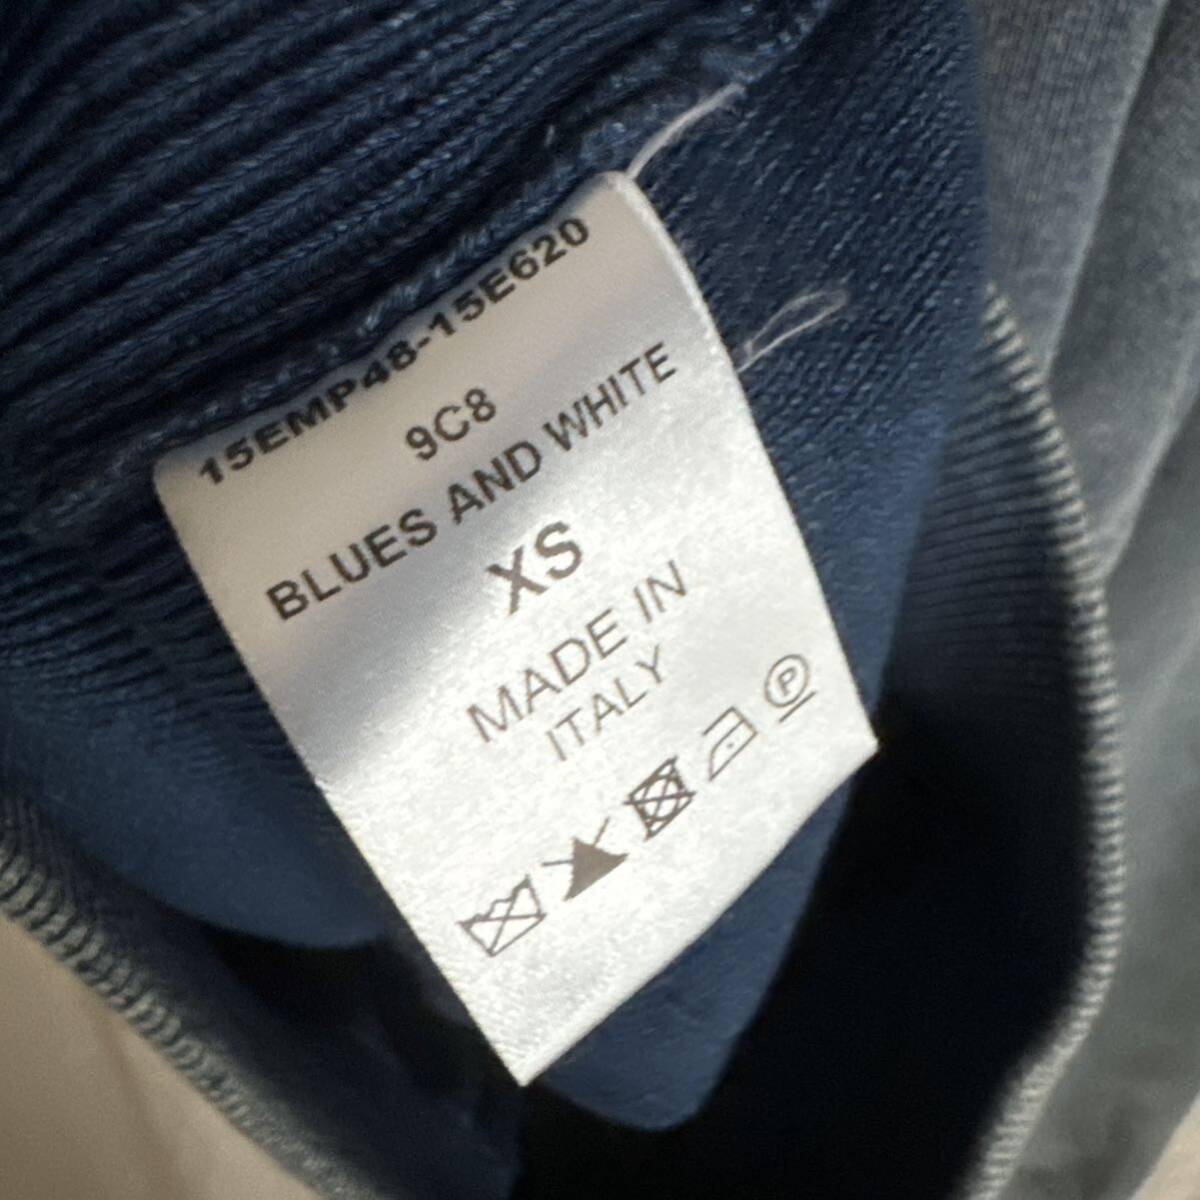 15EMP48-15E620
9C8
BLUES AND WHITE
XS
MADE IN
ITALY
P